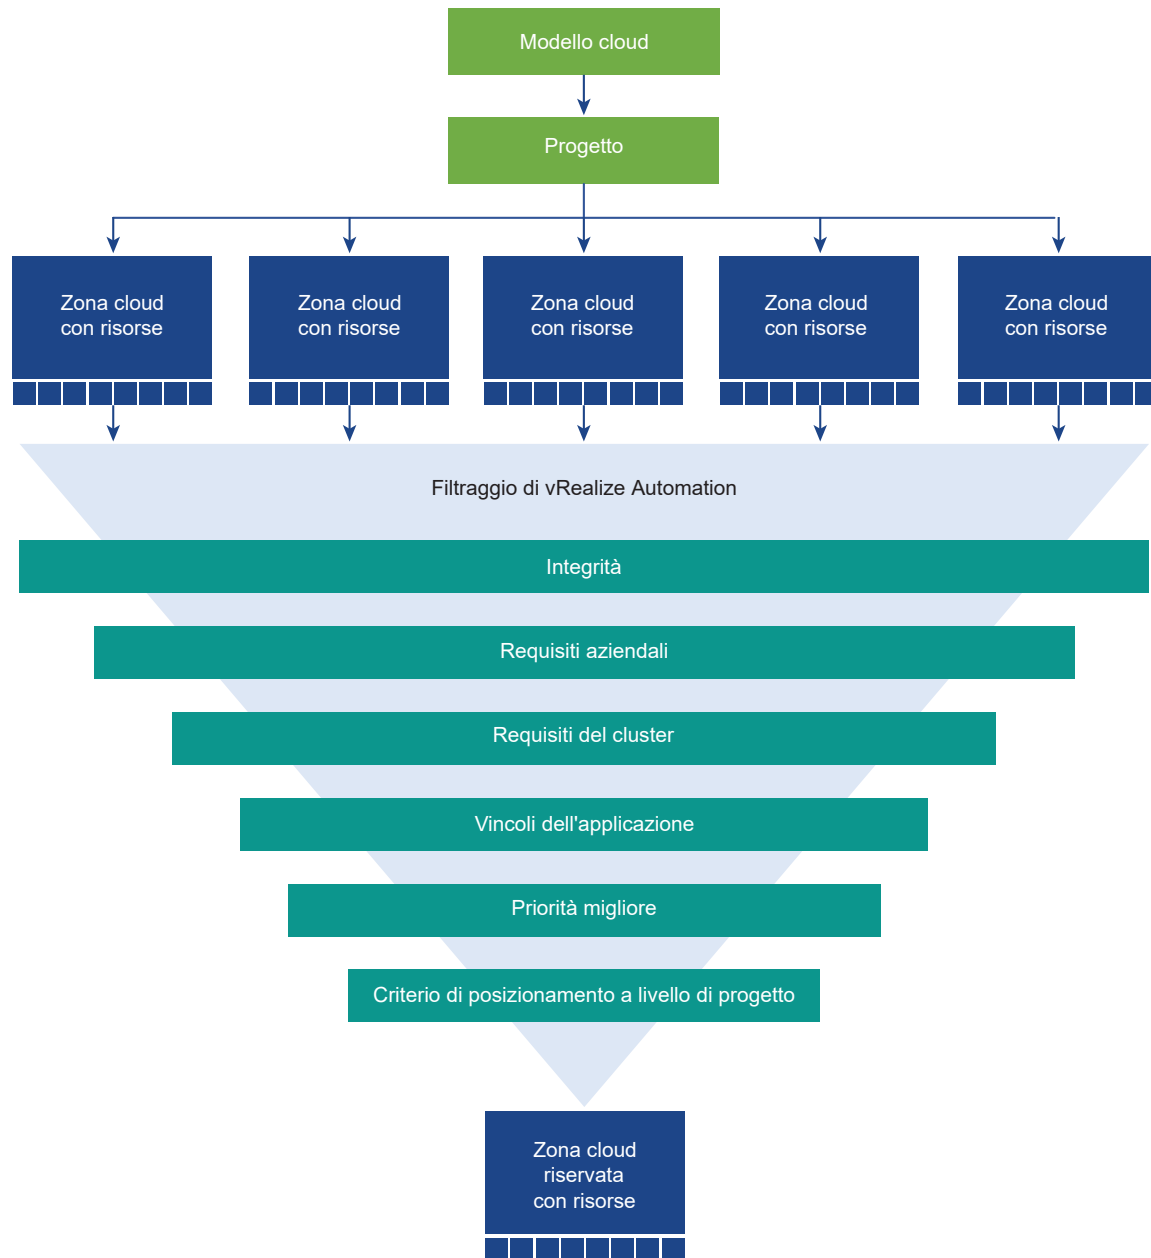 Modello cloud
Progetto
Zona cloud
con risorse
Zona cloud
con risorse
Zona cloud
con risorse
Zona cloud
con risorse
Zona cloud
con risorse
Filtraggio di vRealize Automation
Integrità
Requisiti aziendali
Requisiti del cluster
Vincoli dell'applicazione
Priorità migliore
Criterio di posizionamento a livello di progetto
Zona cloud
riservata
con risorse